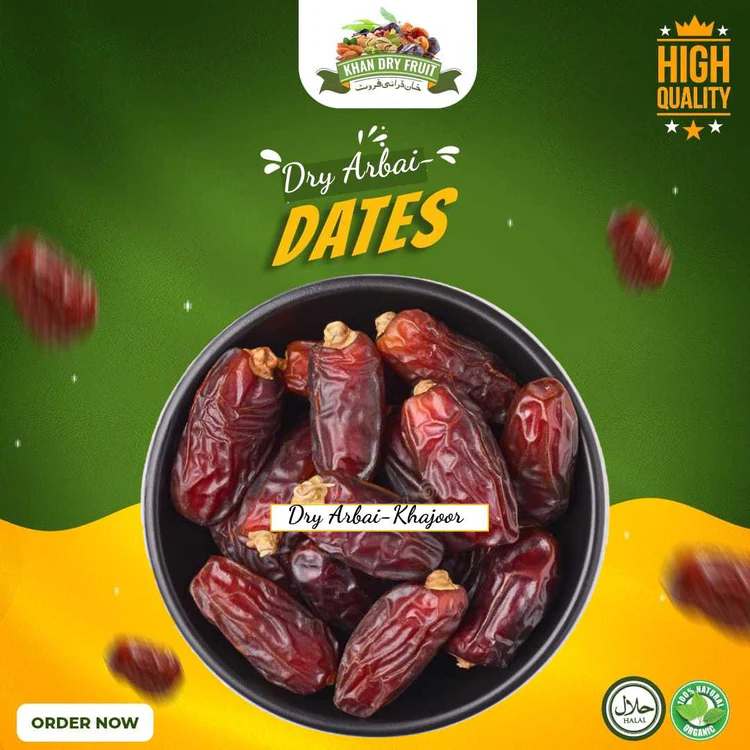 KHAN DRY FRUIT
خان ڈرائی فروٹ
HIGH
QUALITY
Dry Arbai-
DATES
Dry Arbai-Khajoor
ORDER NOW
حلال
HALAL
100% NATURAL
ORGANIC